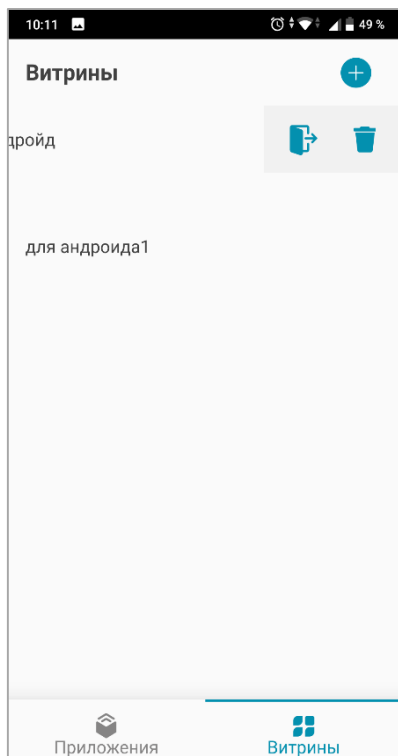 10:11 49 %
Витрины
дройд
для андроида1
Приложения Витрины